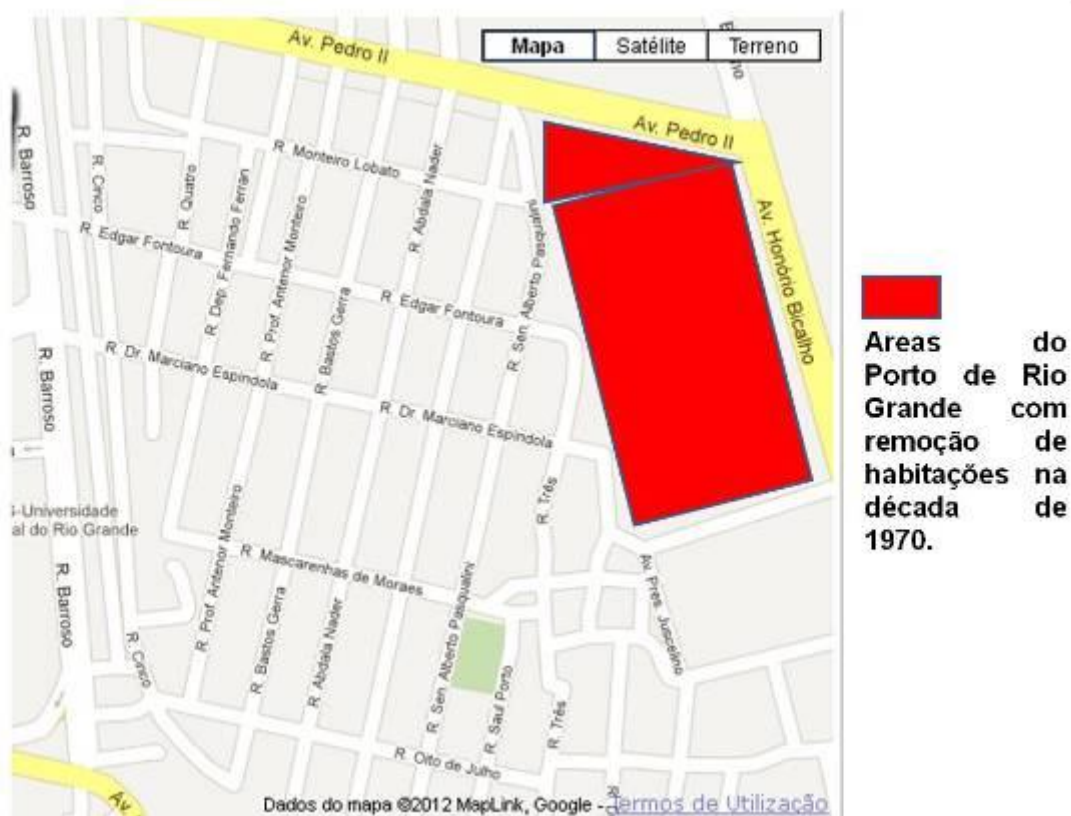 Av. Pedro II
Mapa Satélite Terreno
Av. Pedro II
R. Barroso
R. Cinco
R. Quatro
R. Monteiro Lobato
R. Abdala Nader
R. Dep. Fernando Ferran
R. Prof. Antenor Monteiro
R. Sen. Alberto Pasqualini
R. Edgar Fontoura
R. Edgar Fontoura
R. Bastos Gerra
Av. Honório Bicalho
R. Dr. Marciano Espindola
R. Dr. Marciano Espindola
R. Barroso
R. Três
-Universidade
al do Rio Grande
R. Prof. Antenor Monteiro
R. Mascarenhas de Moraes
R. Barroso
R. Bastos Gerra
R. Abdala Nader
R. Sen. Alberto Pasqualini
Av. Pres. Juscelino
R. Cinco
R. Saul Porto
R. Três
R. Oito de Julho
Av.
Dados do mapa ©2012 MapLink, Google - Termos de Utilização
Areas do
Porto de Rio
Grande com
remoção de
habitações na
década de
1970.